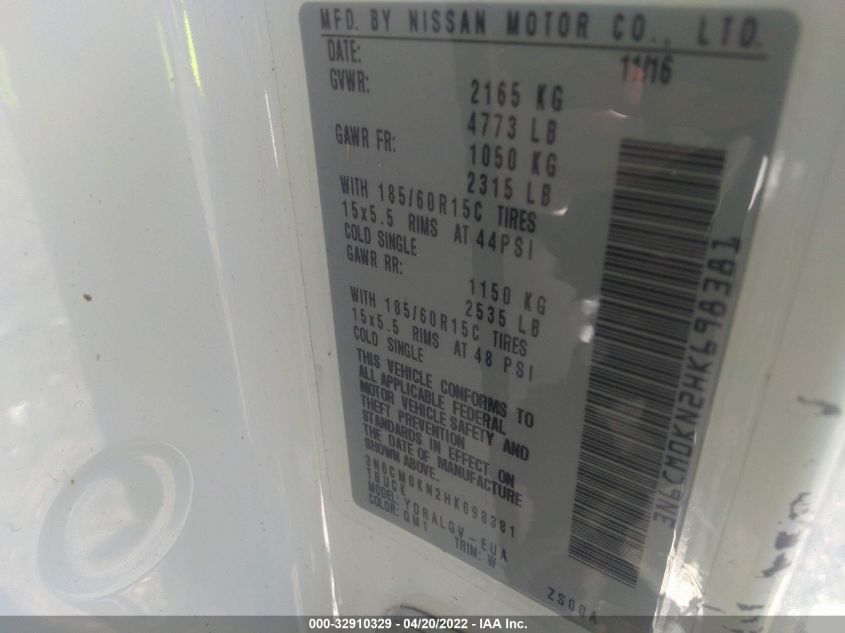 MFD. BY NISSAN MOTOR CO., LTD.
DATE: 11/16
GVWR: 2165 KG
4773 LB
GAWR FR: 1050 KG
2315 LB
WITH 185/60R15C TIRES
15x5.5 RIMS AT 44PSI
COLD SINGLE
GAWR RR: 1150 KG
2535 LB
WITH 185/60R15C TIRES
15x5.5 RIMS AT 48 PSI
COLD SINGLE
THIS VEHICLE CONFORMS TO
ALL APPLICABLE FEDERAL
MOTOR VEHICLE SAFETY AND
THEFT PREVENTION
STANDARDS IN EFFECT ON
THE DATE OF MANUFACTURE
SHOWN ABOVE.
3N6CM0KN2HK698381
TRUCK
MODEL: YDRALGV-EUA
COLOR: QM1 TRIM: W
3N6CM0KN2HK698381
ZS00A
000-32910329 - 04/20/2022 - IAA Inc.